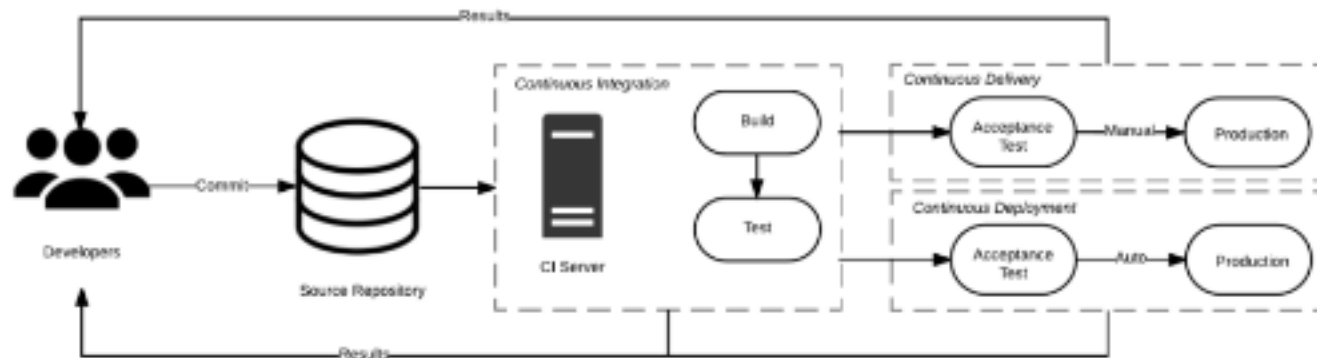 Results
Continuous Integration
Continuous Delivery
Build
Acceptance
Test
Manual
Production
Commit
Continuous Deployment
Test
Developers
CI Server
Acceptance
Test
Auto
Production
Source Repository
Results